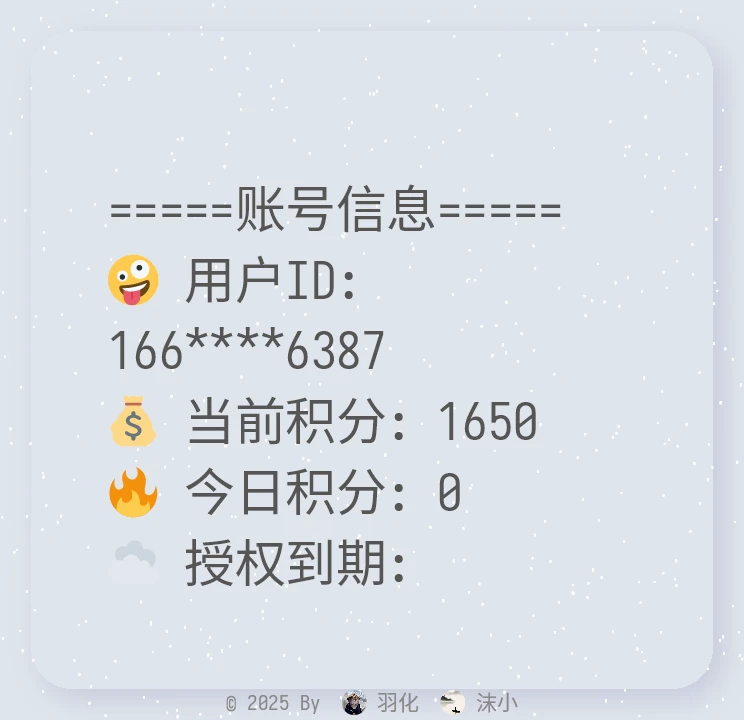 =====账号信息=====
🤪 用户ID:
166****6387
💰 当前积分: 1650
🔥 今日积分: 0
☁️ 授权到期:
© 2025 By 羽化 沫小